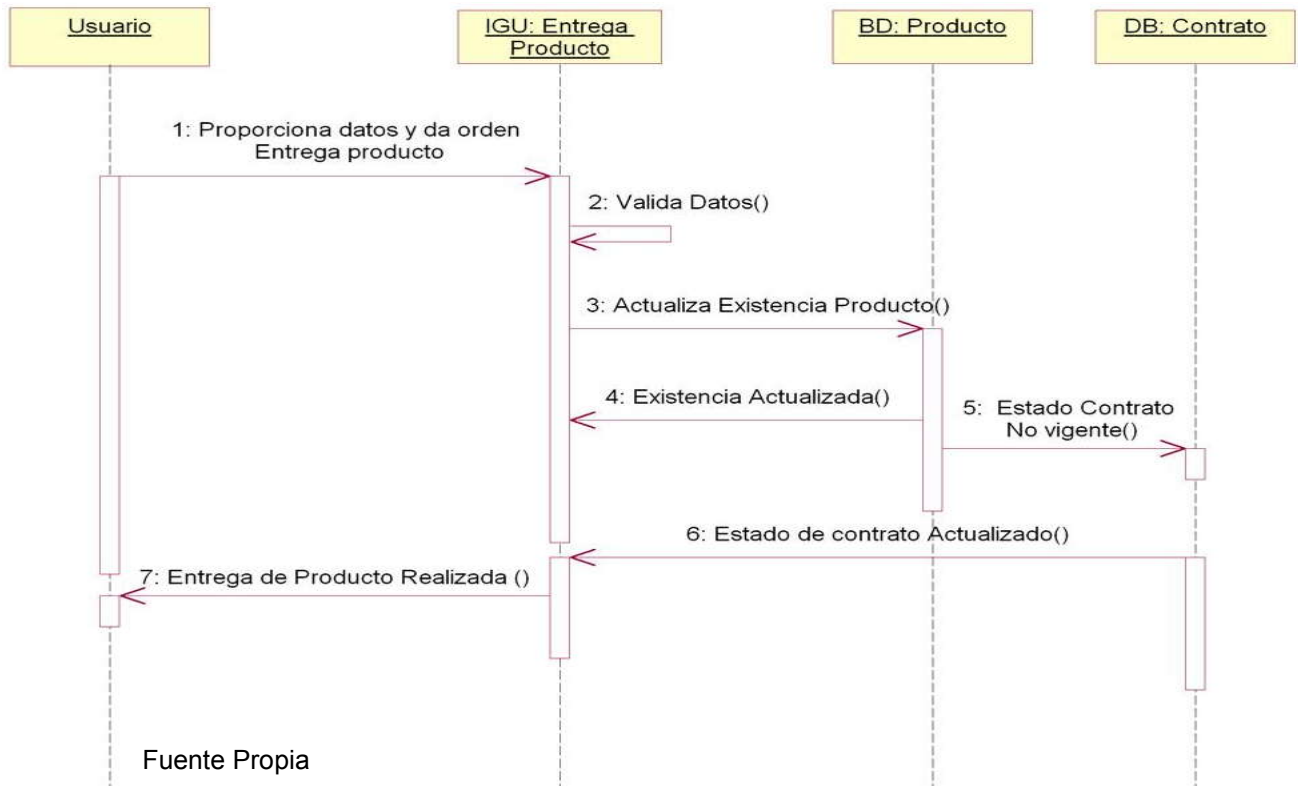 Usuario
IGU: Entrega
Producto
BD: Producto
DB: Contrato
1: Proporciona datos y da orden
Entrega producto
2: Valida Datos()
3: Actualiza Existencia Producto()
4: Existencia Actualizada()
5: Estado Contrato
No vigente()
6: Estado de contrato Actualizado()
7: Entrega de Producto Realizada ()
Fuente Propia